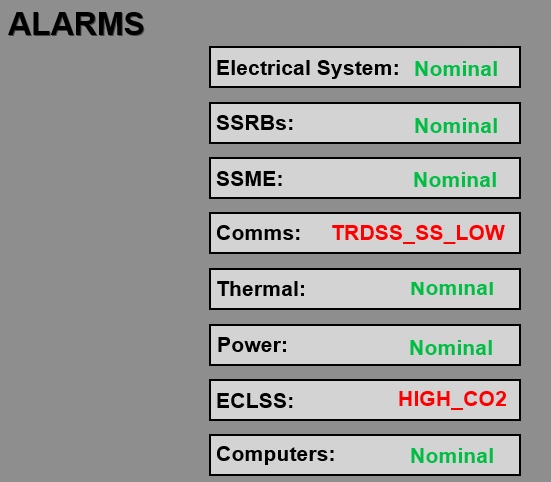 ALARMS
Electrical System: Nominal
SSRBs: Nominal
SSME: Nominal
Comms: TRDSS_SS_LOW
Thermal: Nominal
Power: Nominal
ECLSS: HIGH_CO2
Computers: Nominal